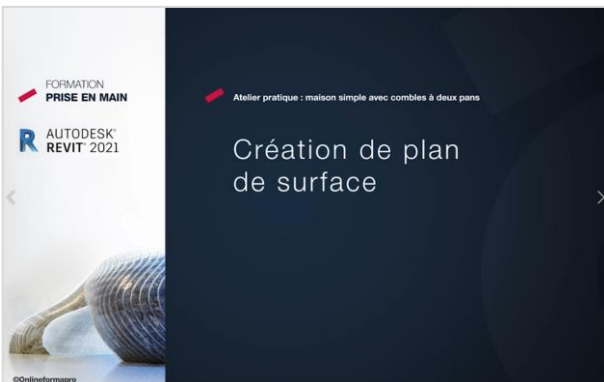 FORMATION
PRISE EN MAIN
R AUTODESK®
REVIT® 2021
Atelier pratique : maison simple avec combles à deux pans
Création de plan
de surface
©Onlineformapro